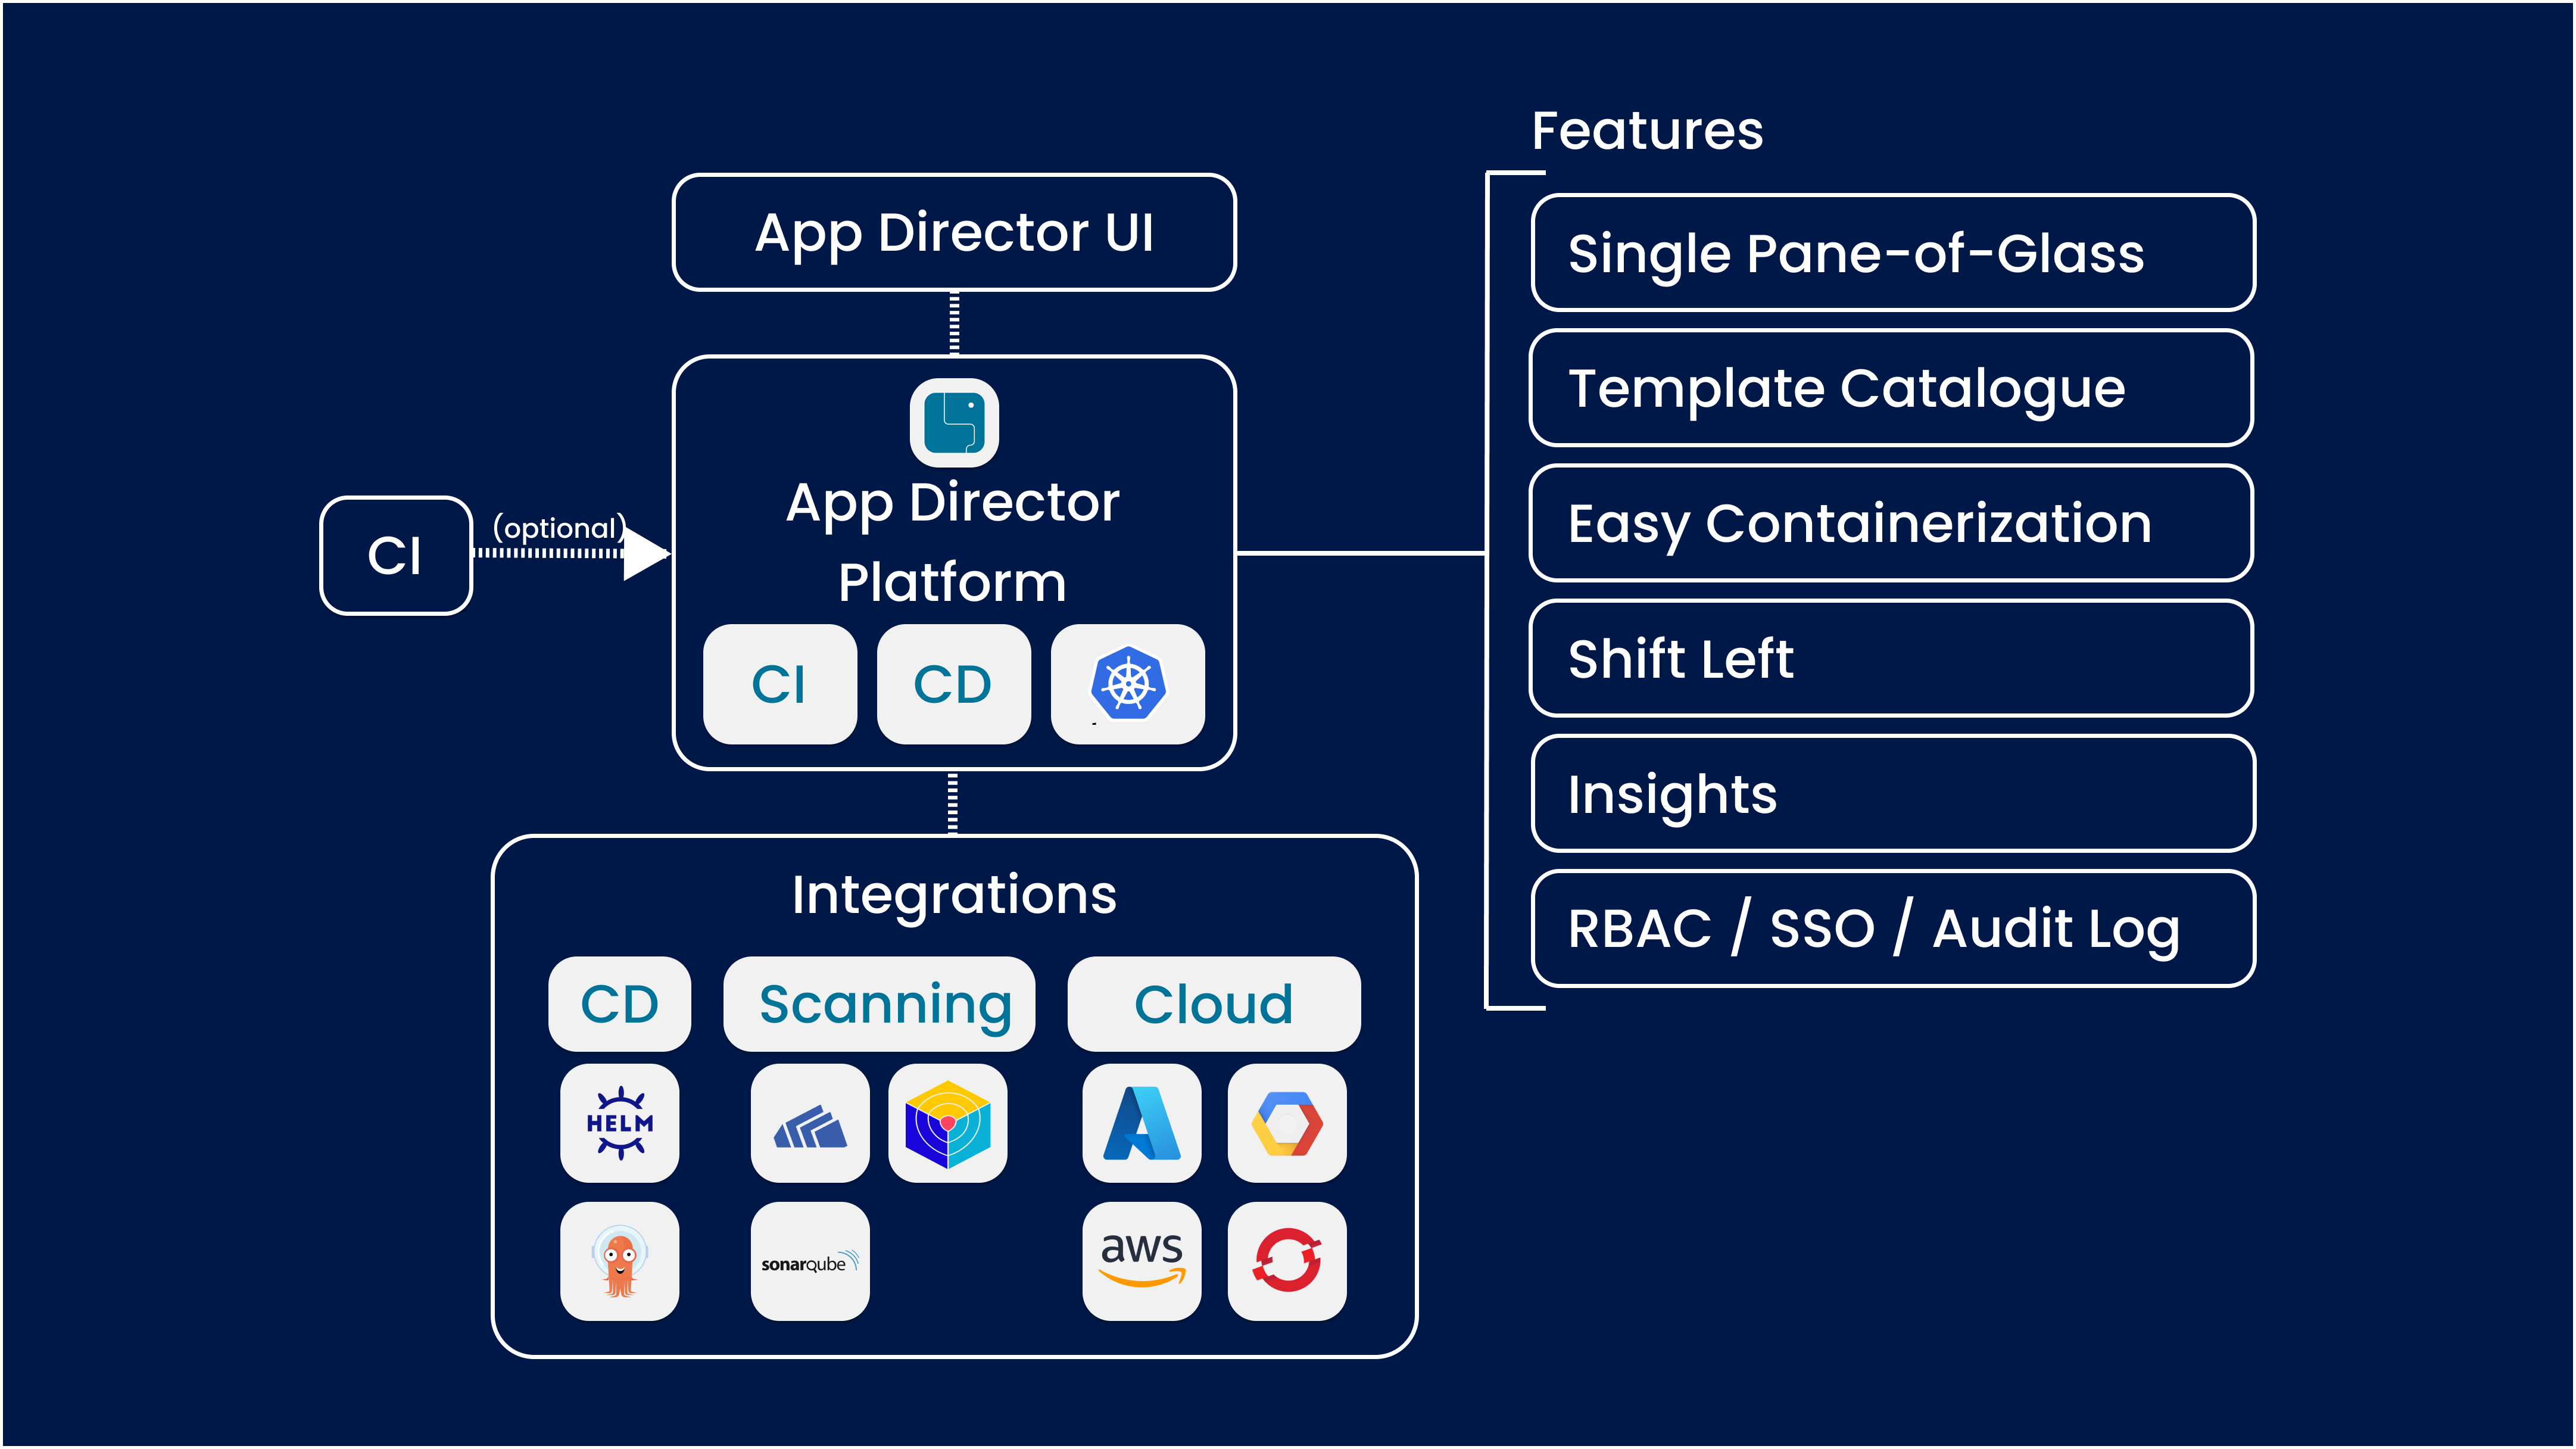 Features
App Director UI
Single Pane-of-Glass
Template Catalogue
App Director
Platform
CI
(optional)
Easy Containerization
CI
CD
Shift Left
Insights
Integrations
RBAC / SSO / Audit Log
CD
Scanning
Cloud
HELM
sonarqube
aws